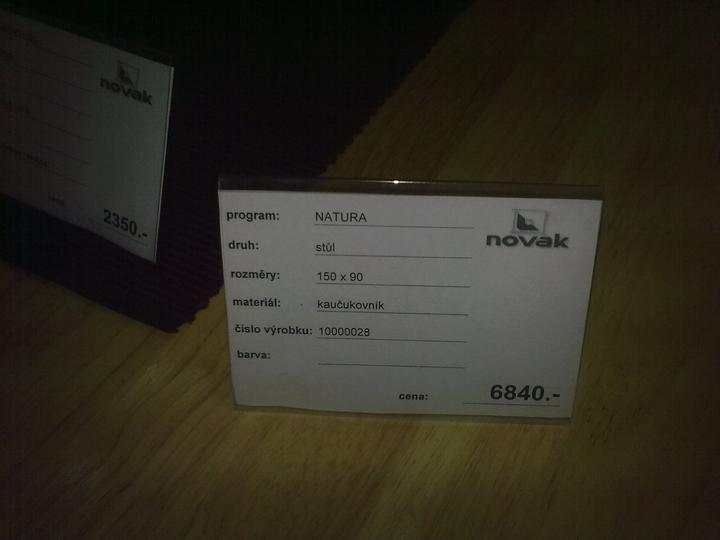 novak
2350.-
novak
program: NATURA
druh: stůl
rozměry: 150 x 90
materiál: kaučukovník
číslo výrobku: 10000028
barva:
cena: 6840.-